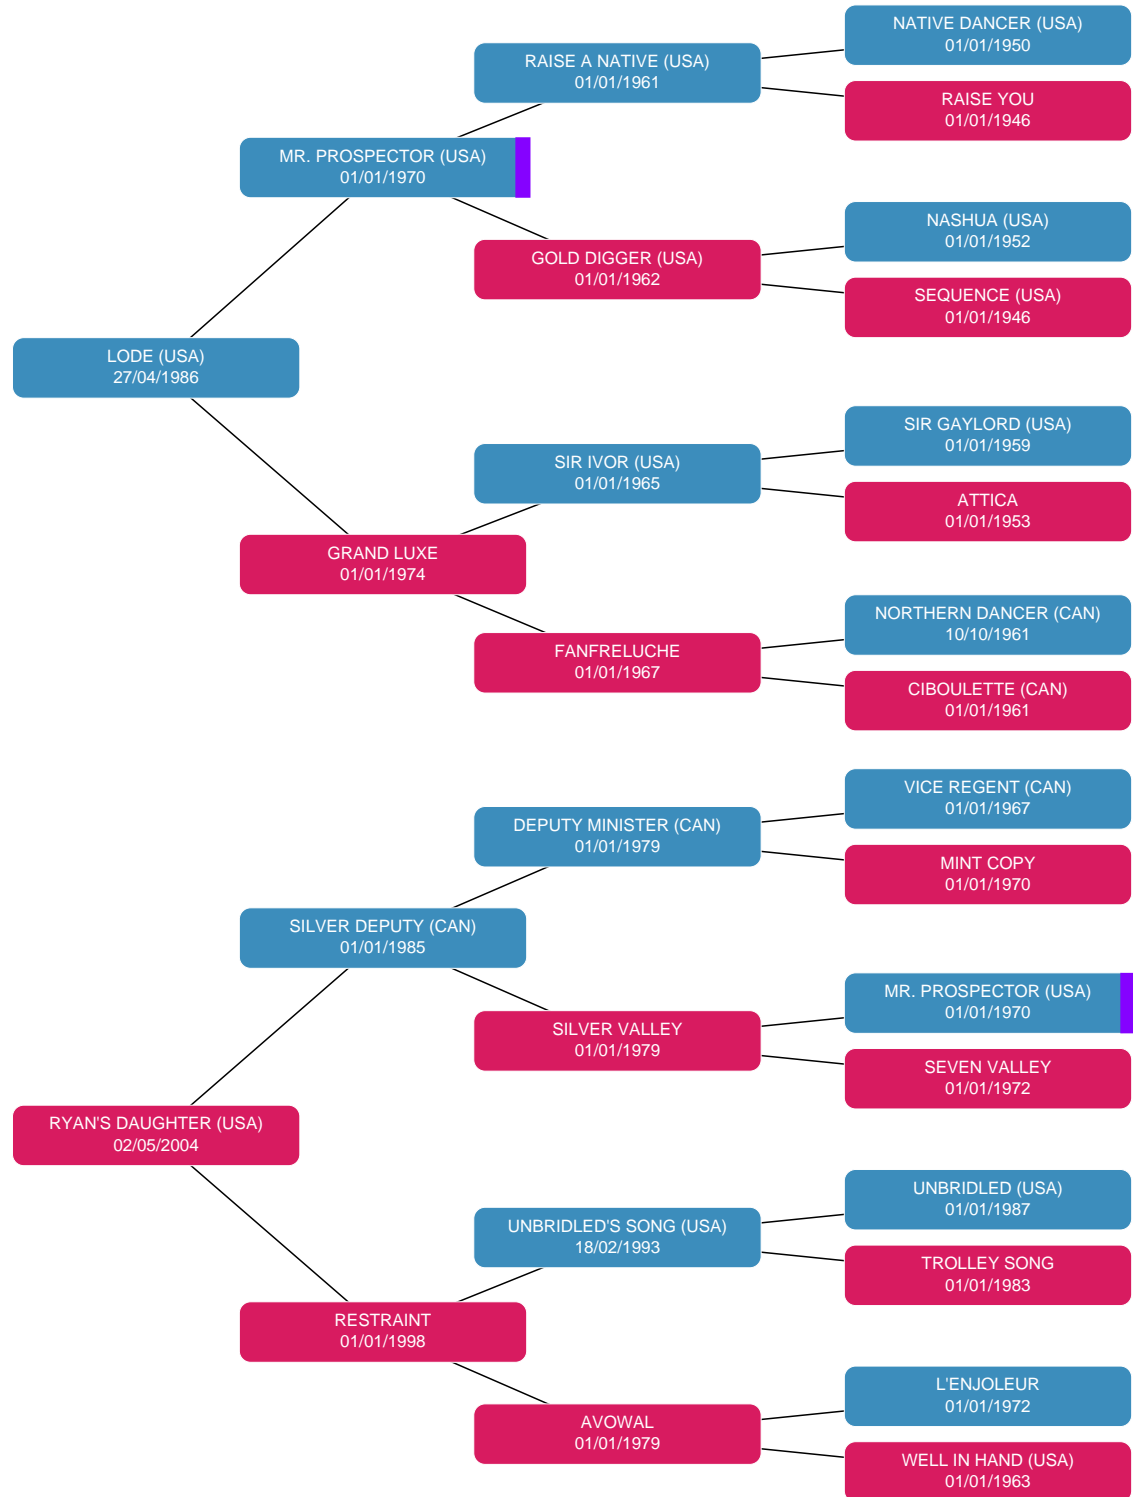 NATIVE DANCER (USA)
01/01/1950
RAISE A NATIVE (USA)
01/01/1961
RAISE YOU
01/01/1946
MR. PROSPECTOR (USA)
01/01/1970
NASHUA (USA)
01/01/1952
GOLD DIGGER (USA)
01/01/1962
SEQUENCE (USA)
01/01/1946
LODE (USA)
27/04/1986
SIR GAYLORD (USA)
01/01/1959
SIR IVOR (USA)
01/01/1965
ATTICA
01/01/1953
GRAND LUXE
01/01/1974
NORTHERN DANCER (CAN)
10/10/1961
FANFRELUCHE
01/01/1967
CIBOULETTE (CAN)
01/01/1961
VICE REGENT (CAN)
01/01/1967
DEPUTY MINISTER (CAN)
01/01/1979
MINT COPY
01/01/1970
SILVER DEPUTY (CAN)
01/01/1985
MR. PROSPECTOR (USA)
01/01/1970
SILVER VALLEY
01/01/1979
SEVEN VALLEY
01/01/1972
RYAN'S DAUGHTER (USA)
02/05/2004
UNBRIDLED (USA)
01/01/1987
UNBRIDLED'S SONG (USA)
18/02/1993
TROLLEY SONG
01/01/1983
RESTRAINT
01/01/1998
L'ENJOLEUR
01/01/1972
AVOWAL
01/01/1979
WELL IN HAND (USA)
01/01/1963